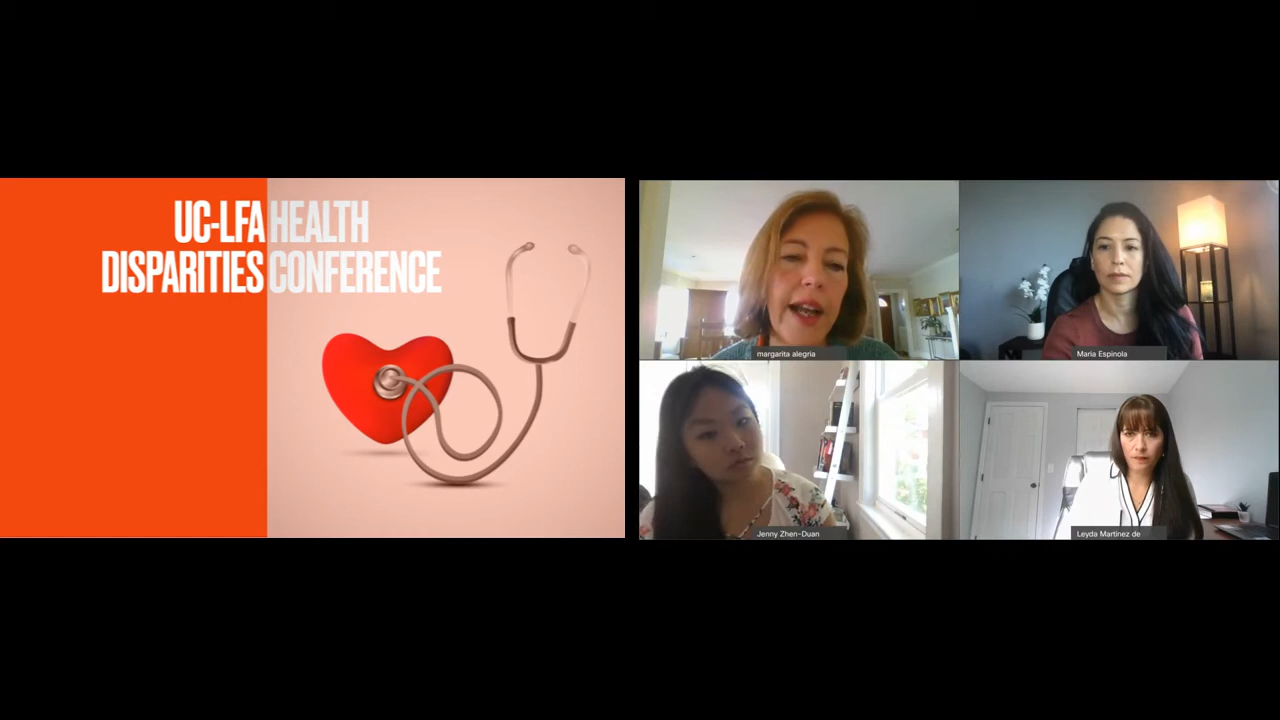 UC-LFA HEALTH
DISPARITIES CONFERENCE
margarita alegria
Maria Espinola
Jenny Zhen-Duan
Leyda Martinez de